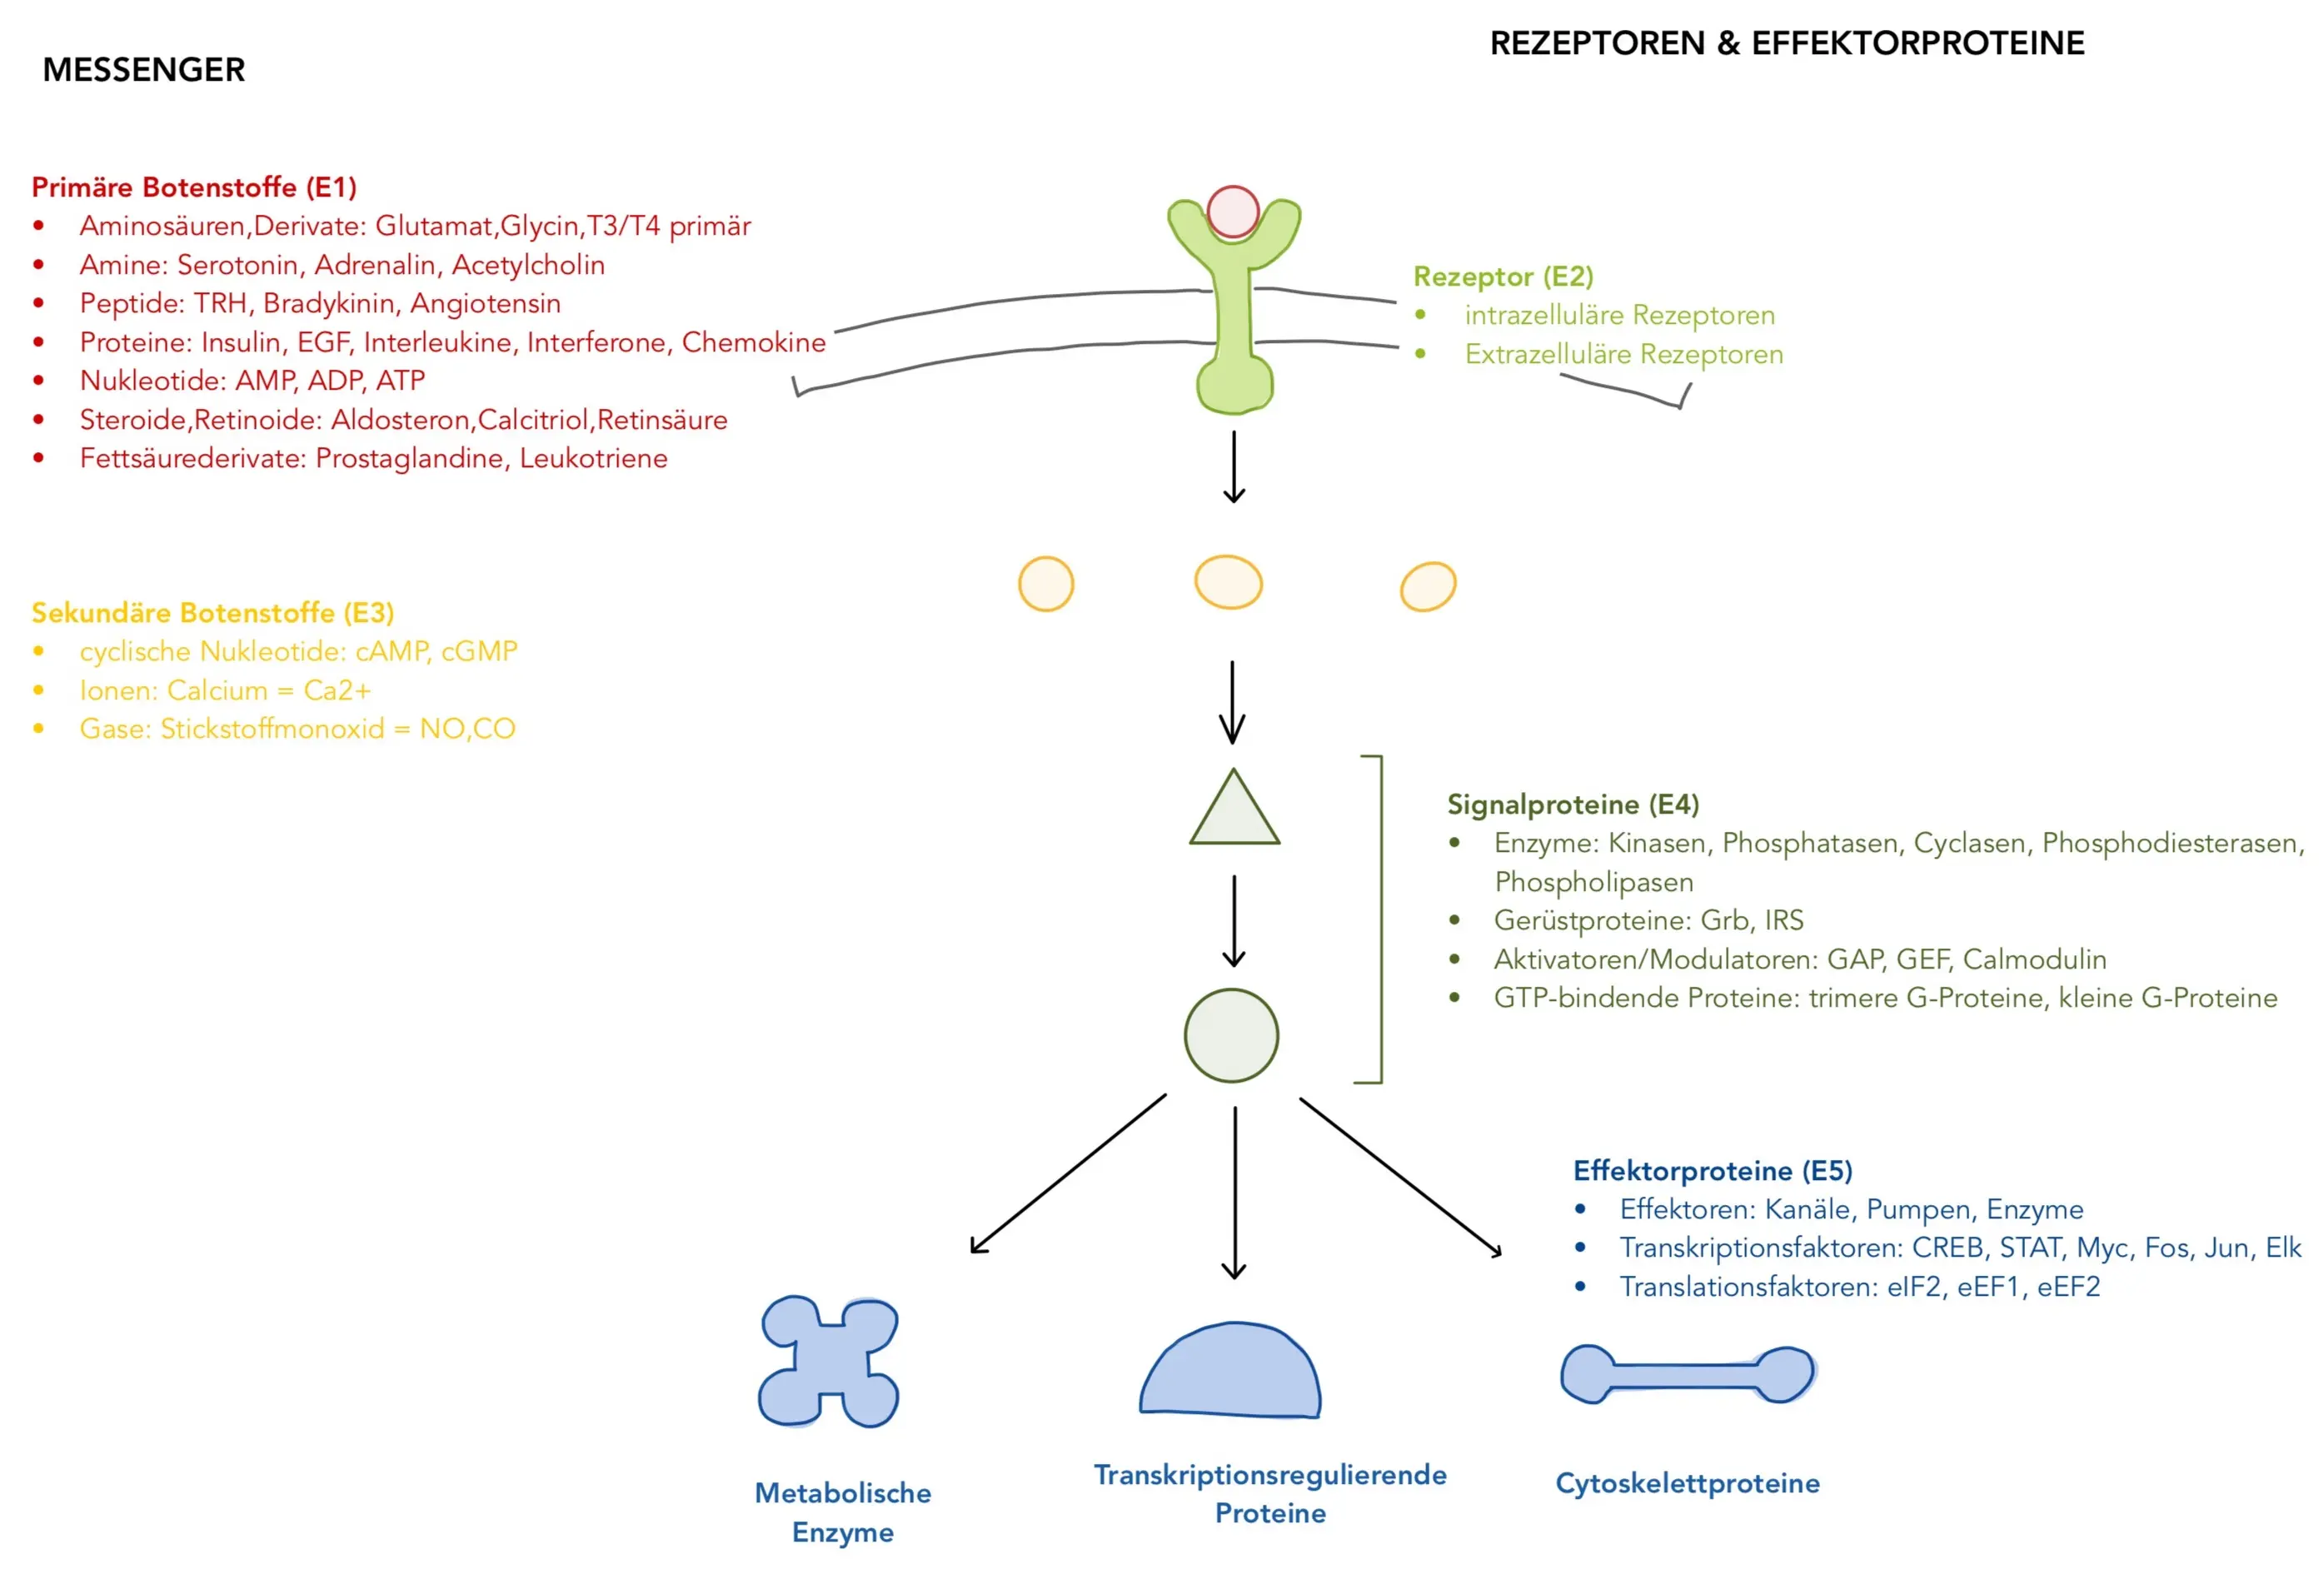 MESSENGER
REZEPTOREN & EFFEKTORPROTEINE
Primäre Botenstoffe (E1)
• Aminosäuren,Derivate: Glutamat,Glycin,T3/T4 primär
• Amine: Serotonin, Adrenalin, Acetylcholin
• Peptide: TRH, Bradykinin, Angiotensin
• Proteine: Insulin, EGF, Interleukine, Interferone, Chemokine
• Nukleotide: AMP, ADP, ATP
• Steroide,Retinoide: Aldosteron,Calcitriol,Retinsäure
• Fettsäurederivate: Prostaglandine, Leukotriene
Rezeptor (E2)
• intrazelluläre Rezeptoren
• Extrazelluläre Rezeptoren
Sekundäre Botenstoffe (E3)
• cyclische Nukleotide: cAMP, cGMP
• Ionen: Calcium = Ca2+
• Gase: Stickstoffmonoxid = NO,CO
Signalproteine (E4)
• Enzyme: Kinasen, Phosphatasen, Cyclasen, Phosphodiesterasen,
Phospholipasen
• Gerüstproteine: Grb, IRS
• Aktivatoren/Modulatoren: GAP, GEF, Calmodulin
• GTP-bindende Proteine: trimere G-Proteine, kleine G-Proteine
Effektorproteine (E5)
• Effektoren: Kanäle, Pumpen, Enzyme
• Transkriptionsfaktoren: CREB, STAT, Myc, Fos, Jun, Elk
• Translationsfaktoren: eIF2, eEF1, eEF2
Metabolische
Enzyme
Transkriptionsregulierende
Proteine
Cytoskelettproteine